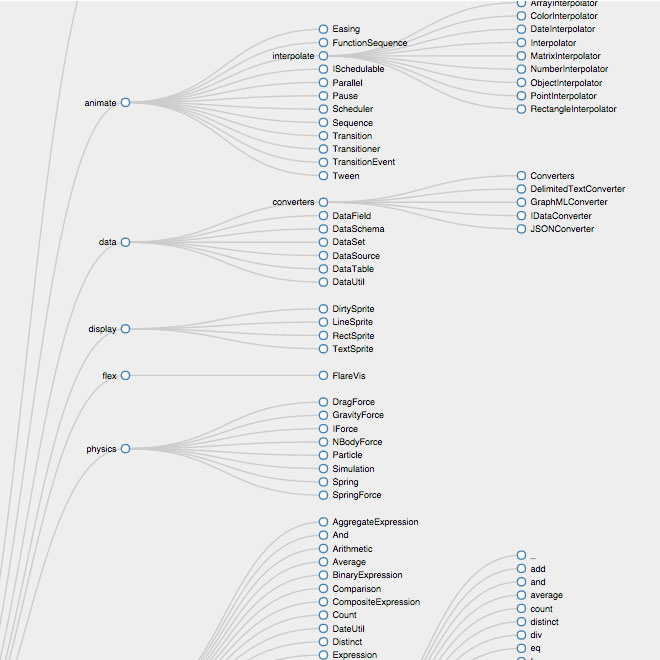 ArrayInterpolator
ColorInterpolator
Easing
DateInterpolator
FunctionSequence
Interpolator
interpolate
MatrixInterpolator
ISchedulable
NumberInterpolator
Parallel
ObjectInterpolator
Pause
PointInterpolator
animate
Scheduler
RectangleInterpolator
Sequence
Transition
Transitioner
TransitionEvent
Tween
Converters
DelimitedTextConverter
converters
GraphMLConverter
DataField
IDataConverter
DataSchema
JSONConverter
data
DataSet
DataSource
DataTable
DataUtil
DirtySprite
LineSprite
display
RectSprite
TextSprite
flex
FlareVis
DragForce
GravityForce
IForce
NBodyForce
physics
Particle
Simulation
Spring
SpringForce
AggregateExpression
And
Arithmetic
_
Average
add
BinaryExpression
and
Comparison
average
CompositeExpression
count
Count
distinct
DateUtil
div
Distinct
eq
Expression